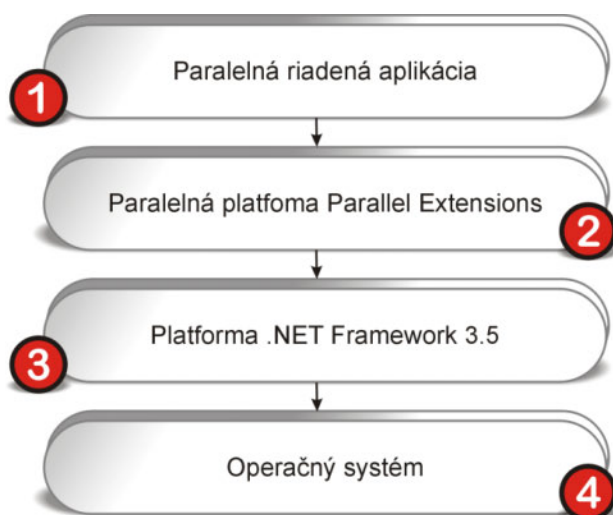 Paralelná riadená aplikácia
1
Paralelná platfoma Parallel Extensions
2
Platforma .NET Framework 3.5
3
Operačný systém
4